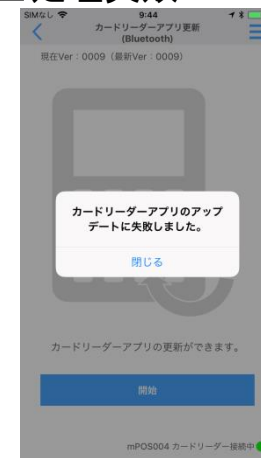 SIMなし 9:44
カードリーダーアプリ更新
(Bluetooth)
現在Ver：0009（最新Ver：0009）
カードリーダーアプリのアップ
デートに失敗しました。
閉じる
カードリーダーアプリの更新ができます。
開始
mPOS004 カードリーダー接続中